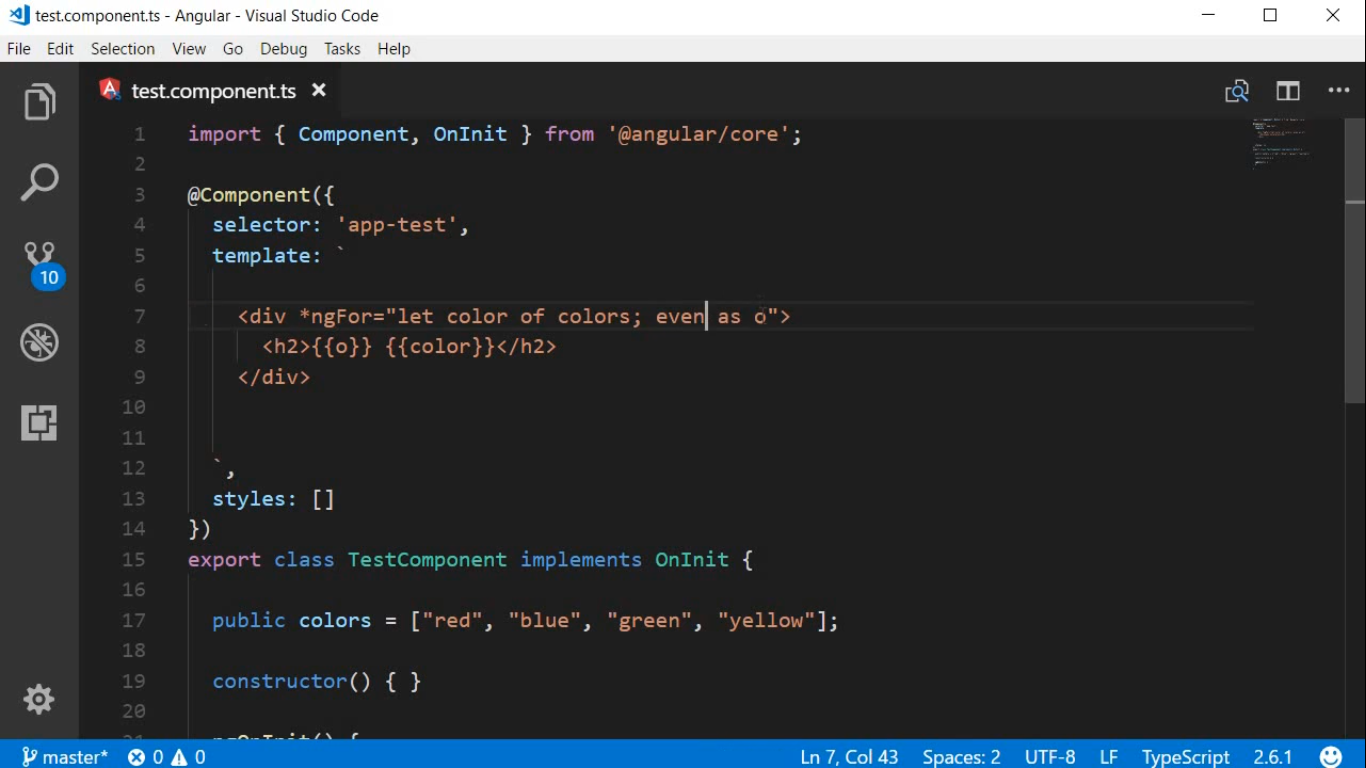 test.component.ts - Angular - Visual Studio Code
File Edit Selection View Go Debug Tasks Help
test.component.ts
1 import { Component, OnInit } from '@angular/core';
2
3 @Component({
4 selector: 'app-test',
5 template: `
6
7 <div *ngFor="let color of colors; even as o">
8 <h2>{{o}} {{color}}</h2>
9 </div>
10
11
12 `,
13 styles: []
14 })
15 export class TestComponent implements OnInit {
16
17 public colors = ["red", "blue", "green", "yellow"];
18
19 constructor() { }
20
21 ngOnInit() {
10
master* 0 0 Ln 7, Col 43 Spaces: 2 UTF-8 LF TypeScript 2.6.1